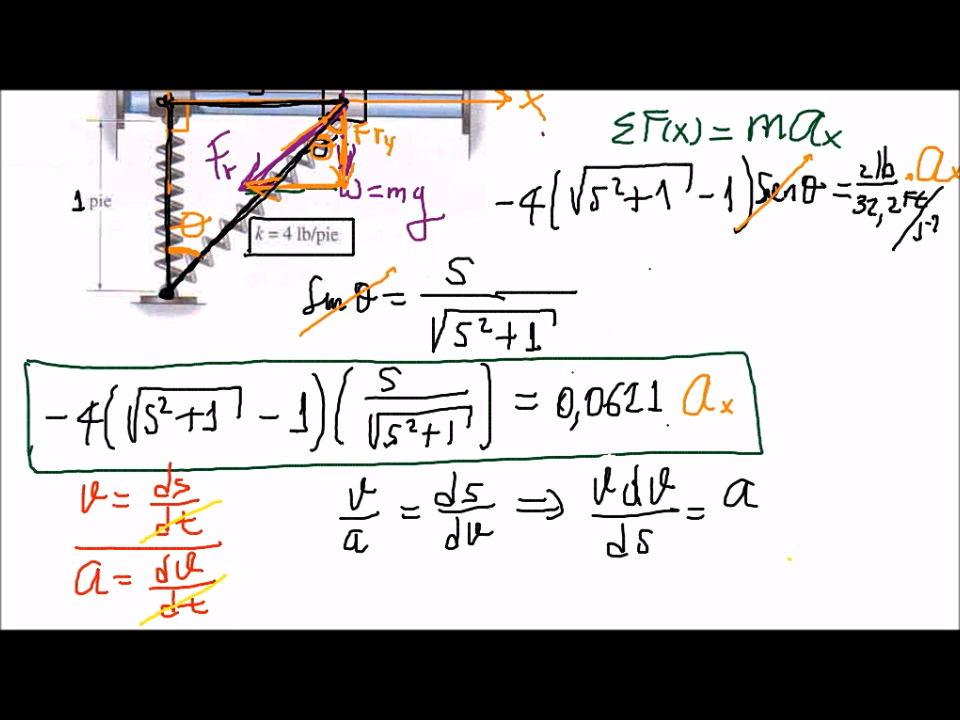 x
Fr
Fry
θ
w=mg
1 pie
θ
k = 4 lb/pie
ΣF(x) = max
-4(√s²+1 - 1) Senθ = 2lb/32,2 Ft/s² . ax
Senθ = s/√s²+1
-4(√s²+1 - 1)(s/√s²+1] = 0,0621 ax
v = ds/dt
a = dv/dt
v/a = ds/dv ⇒ vdv/ds = a